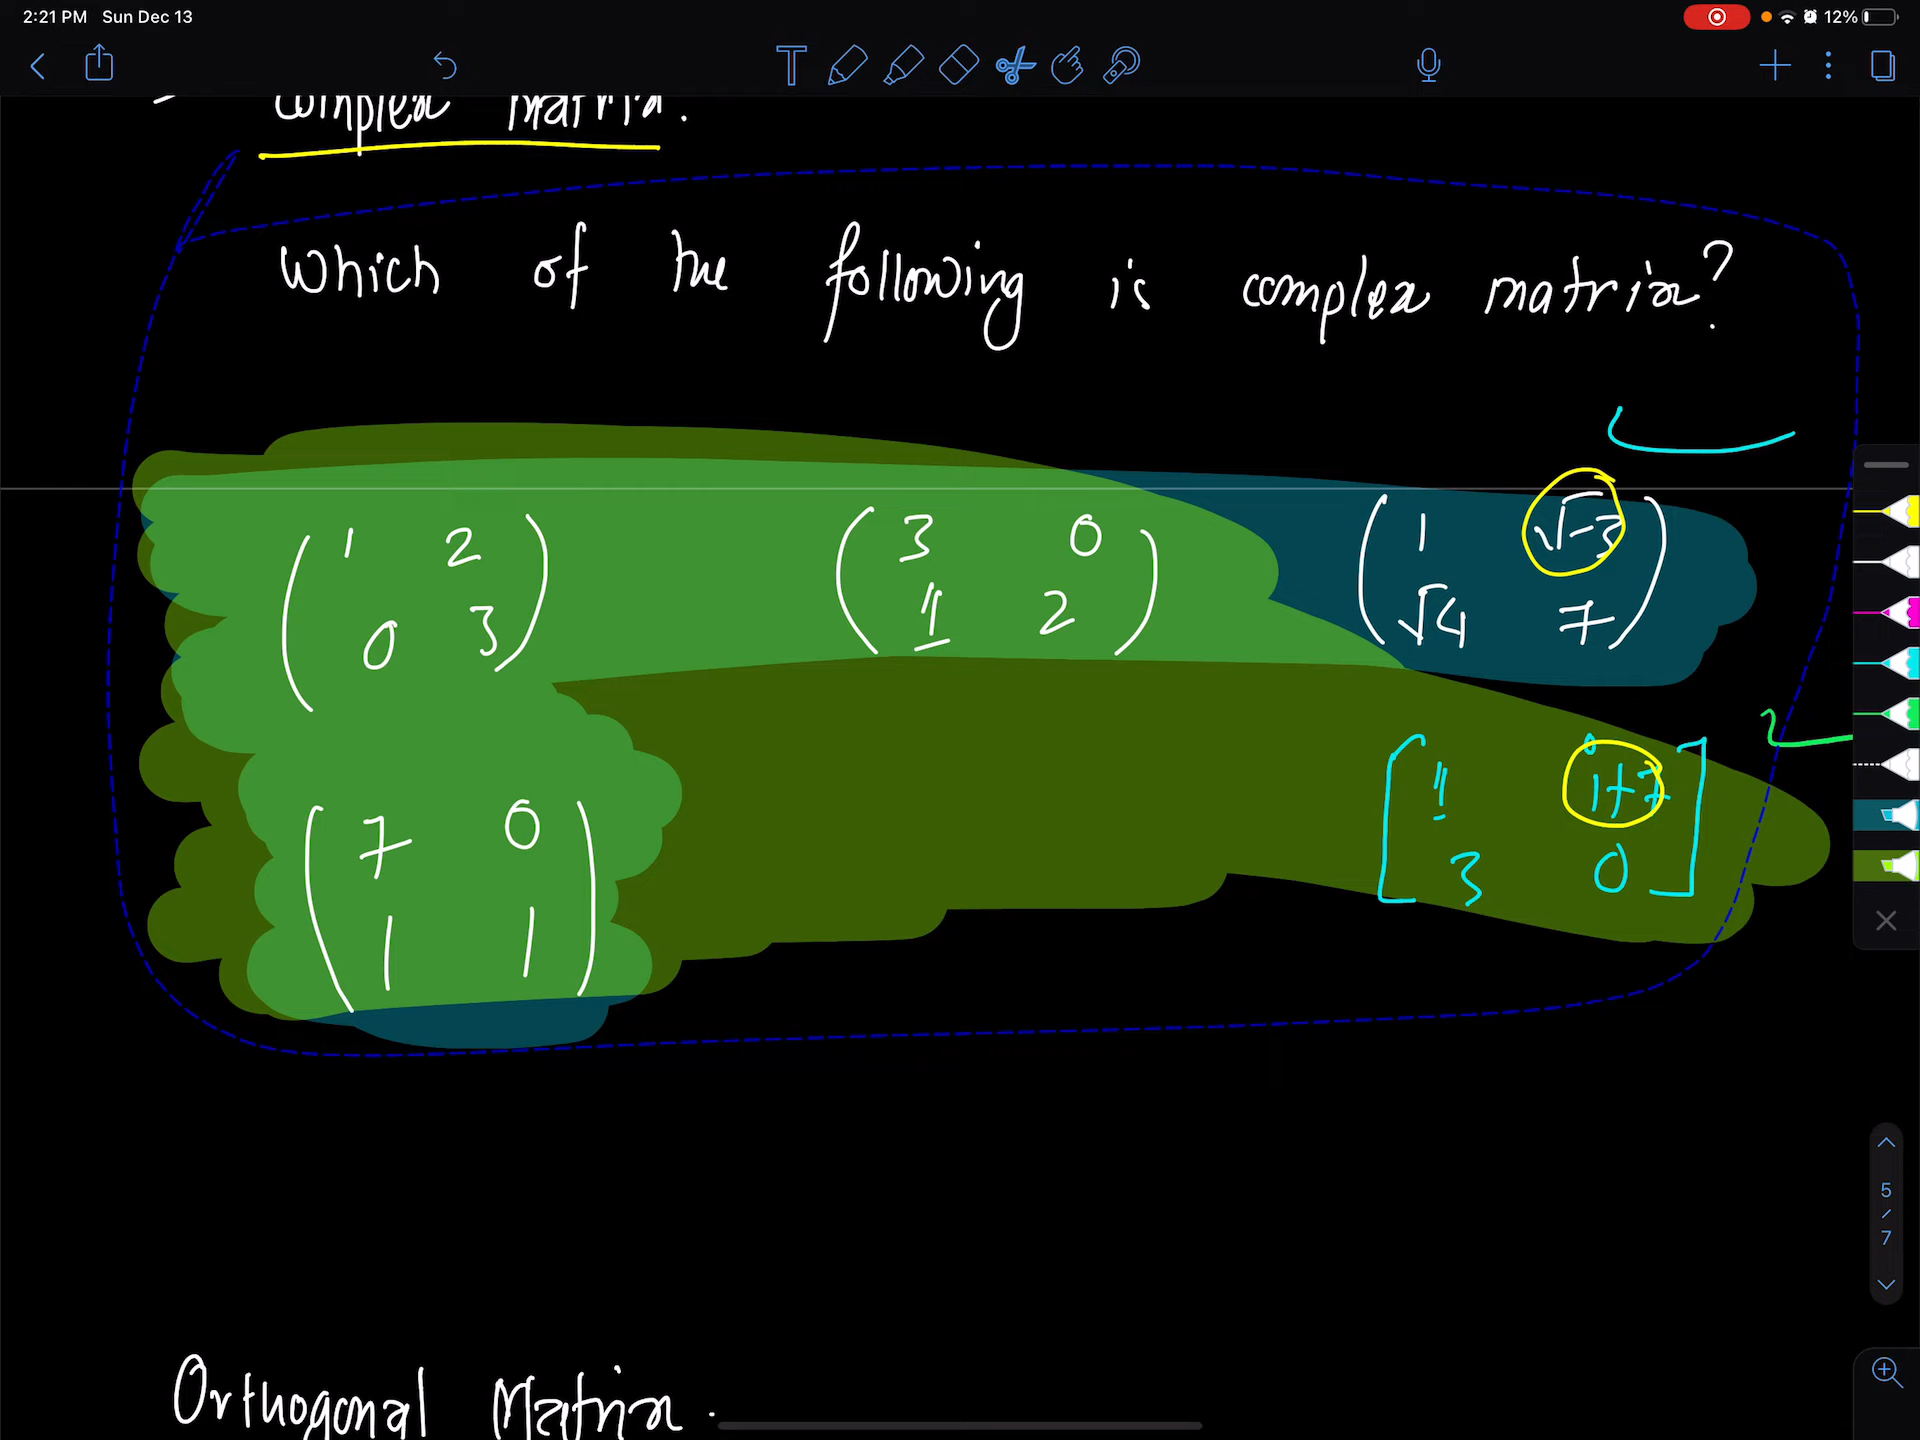 2:21 PM Sun Dec 13 12%
Complex Matrix.
Which of the following is complex matrix?
1 2
0 3
3 0
1 2
1 √-3
√4 7
7 0
1 1
1 i+7
3 0
5
/
7
Orthogonal Matrix.